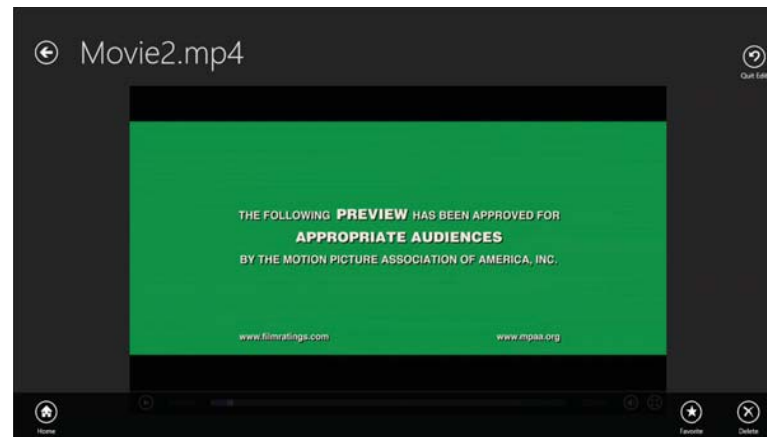 Movie2.mp4
Quit Edit
THE FOLLOWING PREVIEW HAS BEEN APPROVED FOR
APPROPRIATE AUDIENCES
BY THE MOTION PICTURE ASSOCIATION OF AMERICA, INC.
www.filmratings.com www.mpaa.org
Home Favorite Delete